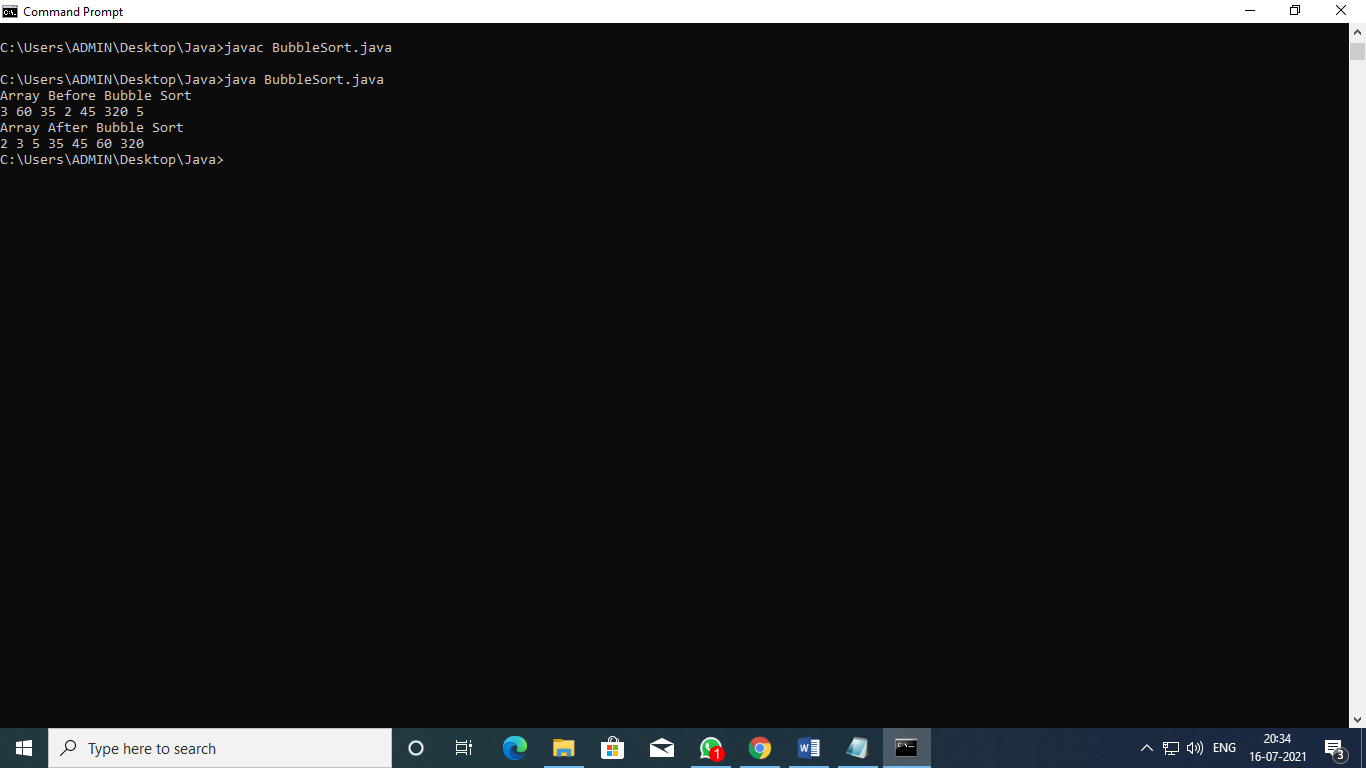 Command Prompt
C:\Users\ADMIN\Desktop\Java>javac BubbleSort.java
C:\Users\ADMIN\Desktop\Java>java BubbleSort.java
Array Before Bubble Sort
3 60 35 2 45 320 5
Array After Bubble Sort
2 3 5 35 45 60 320
C:\Users\ADMIN\Desktop\Java>
Type here to search
1
W
ENG
20:34
16-07-2021
3